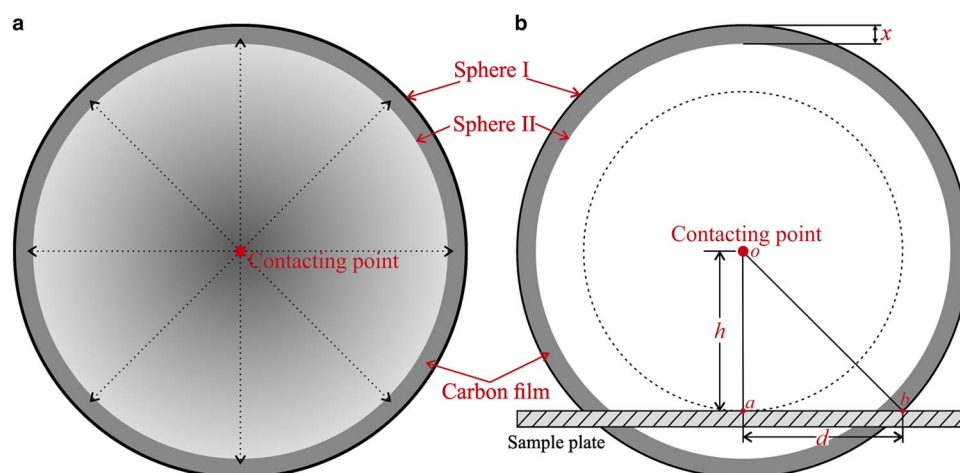 a
Sphere I
Sphere II
Contacting point
Carbon film
b
x
Contacting point
o
h
a
b
Sample plate
d